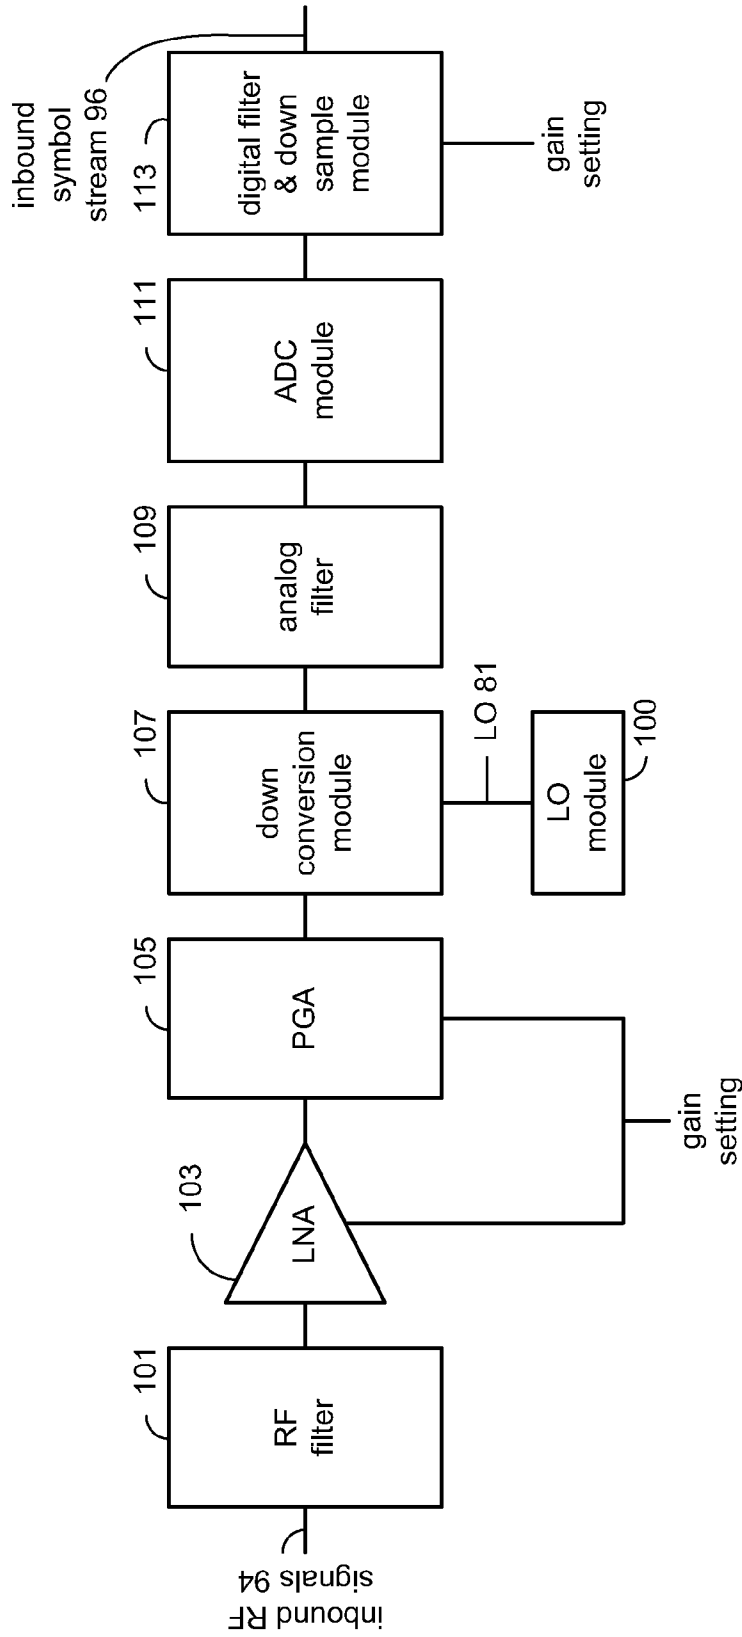 inbound RF
signals 94
101
RF
filter
103
LNA
105
PGA
gain
setting
107
down
conversion
module
LO 81
LO
module
100
109
analog
filter
111
ADC
module
113
digital filter
& down
sample
module
gain
setting
inbound
symbol
stream 96